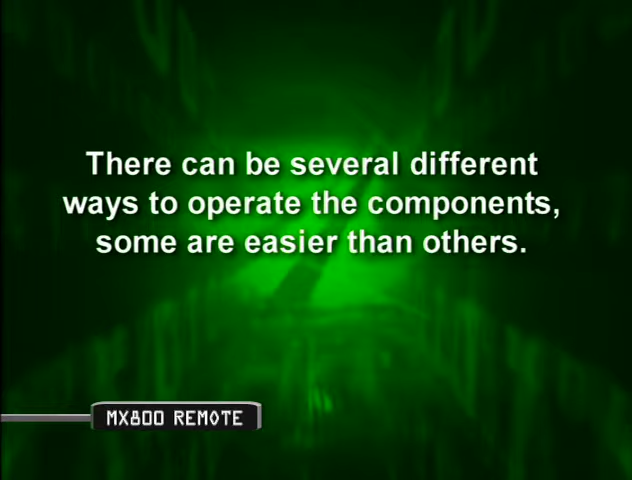 There can be several different
ways to operate the components,
some are easier than others.
MX800 REMOTE